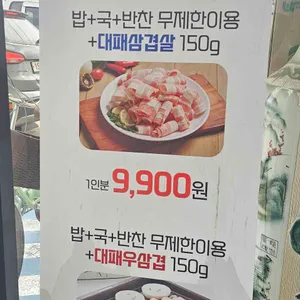 밥+국+반찬 무제한이용
+대패삼겹살 150g
1인분 9,900원
밥+국+반찬 무제한이용
+대패우삼겹 150g